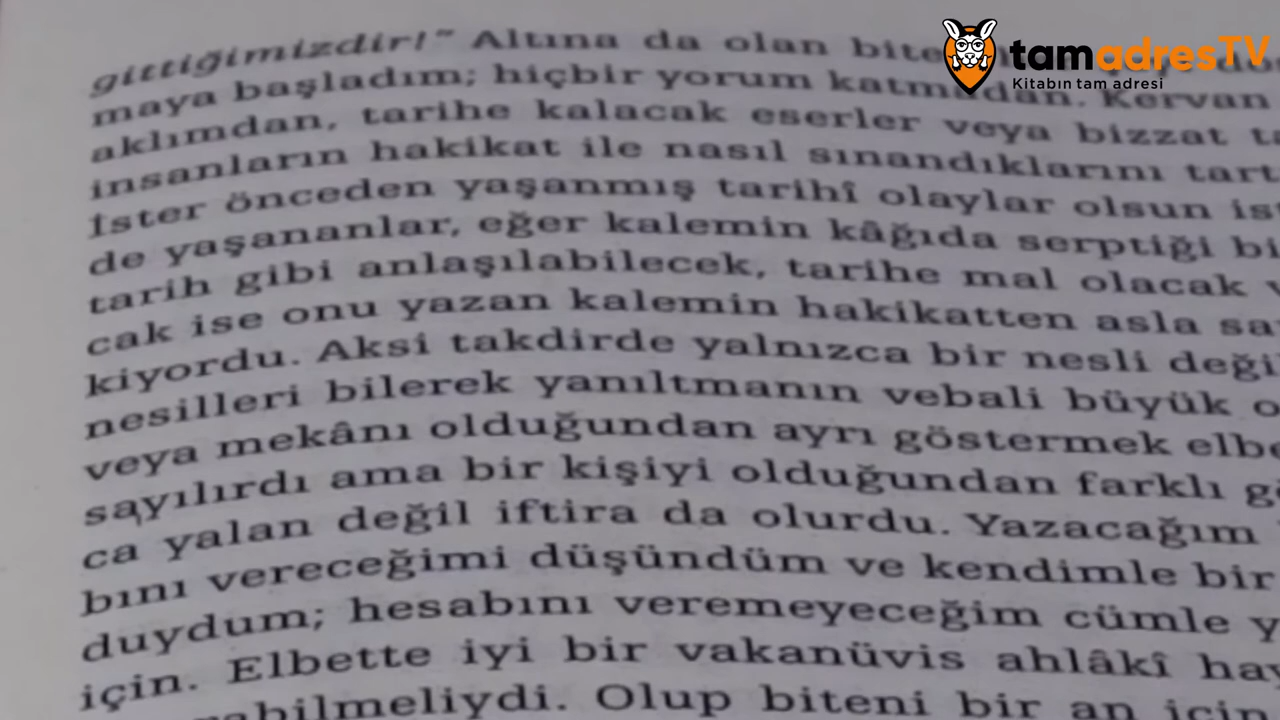 gittiğimizdir!" Altına da olan
maya başladım; hiçbir yorum katmadan. Kervan
aklımdan, tarihe kalacak eserler veya bizzat
insanların hakikat ile nasıl sınandıklarını
İster önceden yaşanmış tarihî olaylar olsun
de yaşananlar, eğer kalemin kâğıda serptiği
tarih gibi anlaşılabilecek, tarihe mal olacak
cak ise onu yazan kalemin hakikatten asla
kiyordu. Aksi takdirde yalnızca bir nesli
nesilleri bilerek yanıltmanın vebali büyük
veya mekânı olduğundan ayrı göstermek
sayılırdı ama bir kişiyi olduğundan farklı
ca yalan değil iftira da olurdu. Yazacağım
bını vereceğimi düşündüm ve kendimle bir
duydum; hesabını veremeyeceğim cümle
için. Elbette iyi bir vakanüvis ahlâkî
Olup biteni bir an için
tamadresTV
Kitabın tam adresi